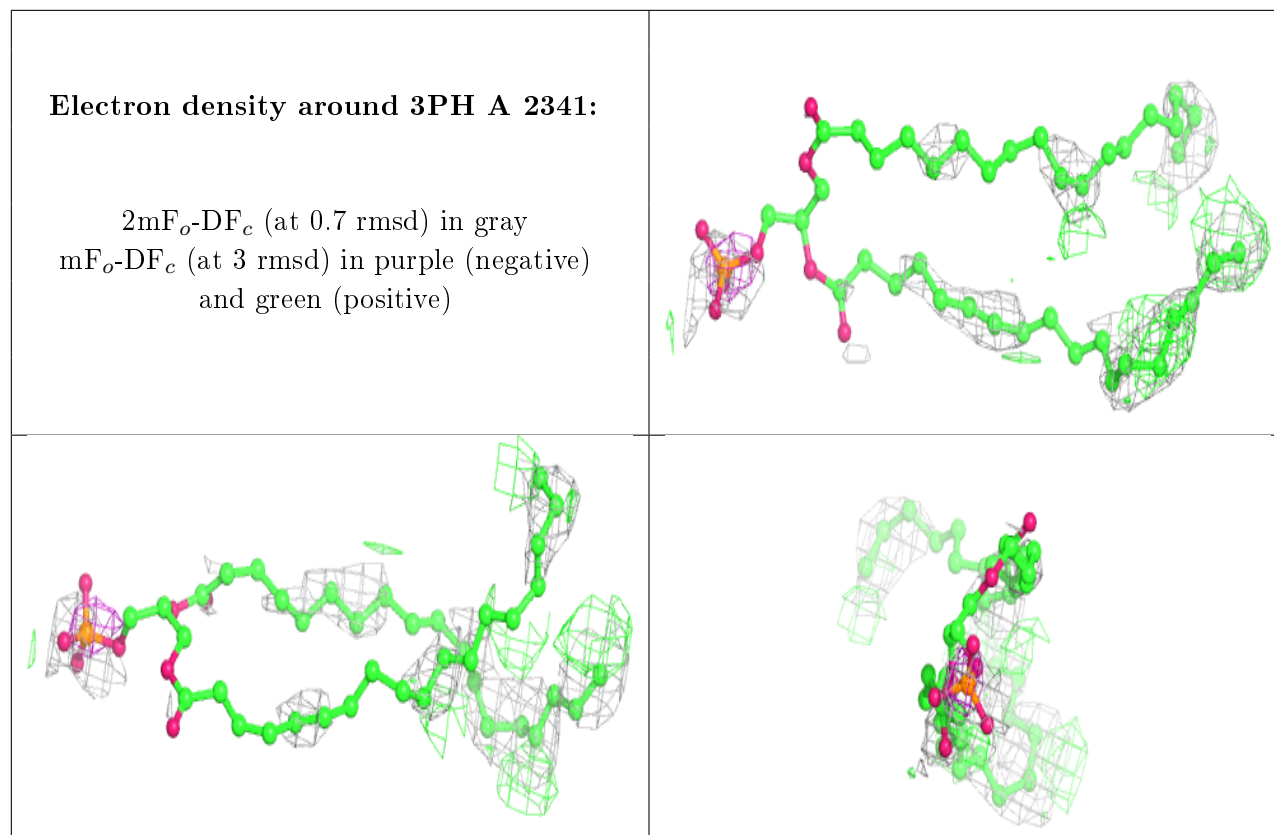 Electron density around 3PH A 2341:
2mFₒ-DF𝒸 (at 0.7 rmsd) in gray
mFₒ-DF𝒸 (at 3 rmsd) in purple (negative)
and green (positive)